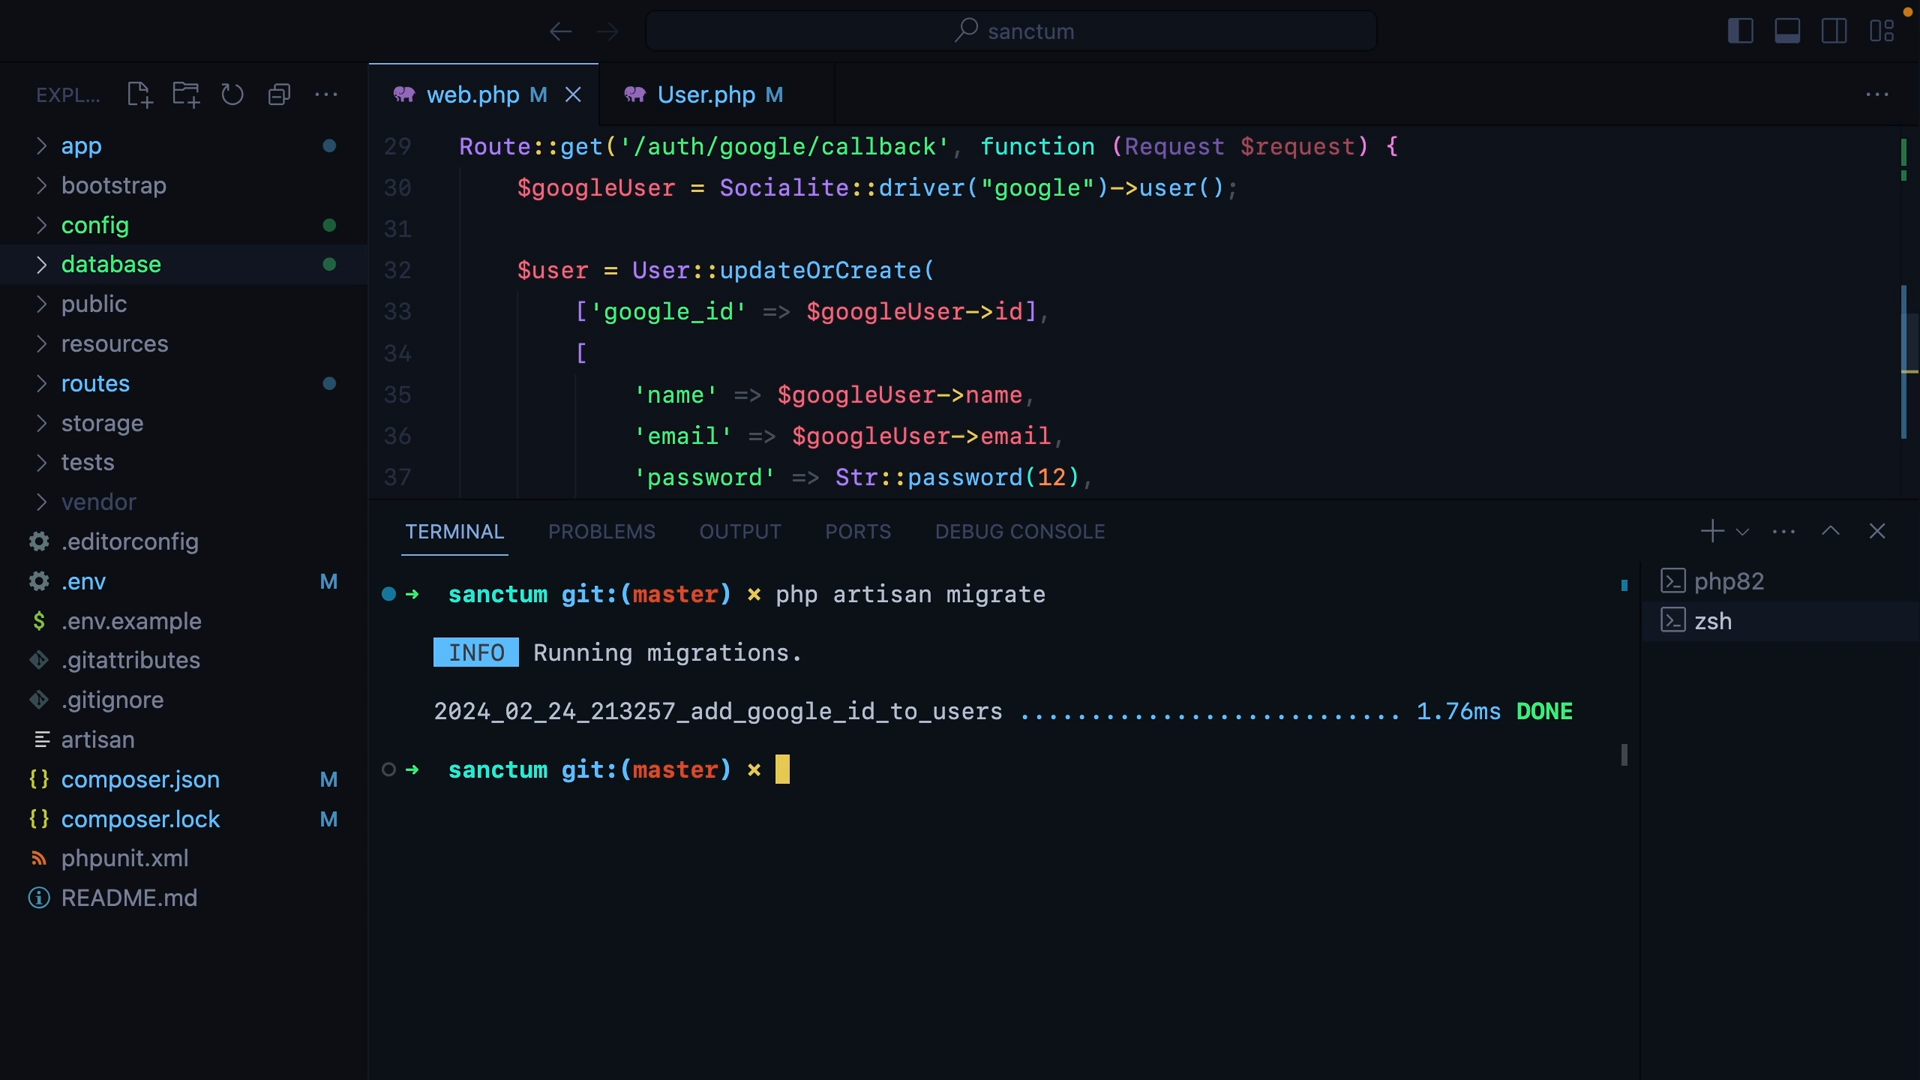 sanctum
EXPL...
app
bootstrap
config
database
public
resources
routes
storage
tests
vendor
.editorconfig
.env M
.env.example
.gitattributes
.gitignore
artisan
composer.json M
composer.lock M
phpunit.xml
README.md
web.php M
User.php M
29 Route::get('/auth/google/callback', function (Request $request) {
30 $googleUser = Socialite::driver("google")->user();
31
32 $user = User::updateOrCreate(
33 ['google_id' => $googleUser->id],
34 [
35 'name' => $googleUser->name,
36 'email' => $googleUser->email,
37 'password' => Str::password(12),
TERMINAL PROBLEMS OUTPUT PORTS DEBUG CONSOLE
→ sanctum git:(master) × php artisan migrate
INFO Running migrations.
2024_02_24_213257_add_google_id_to_users ........................... 1.76ms DONE
→ sanctum git:(master) ×
php82
zsh